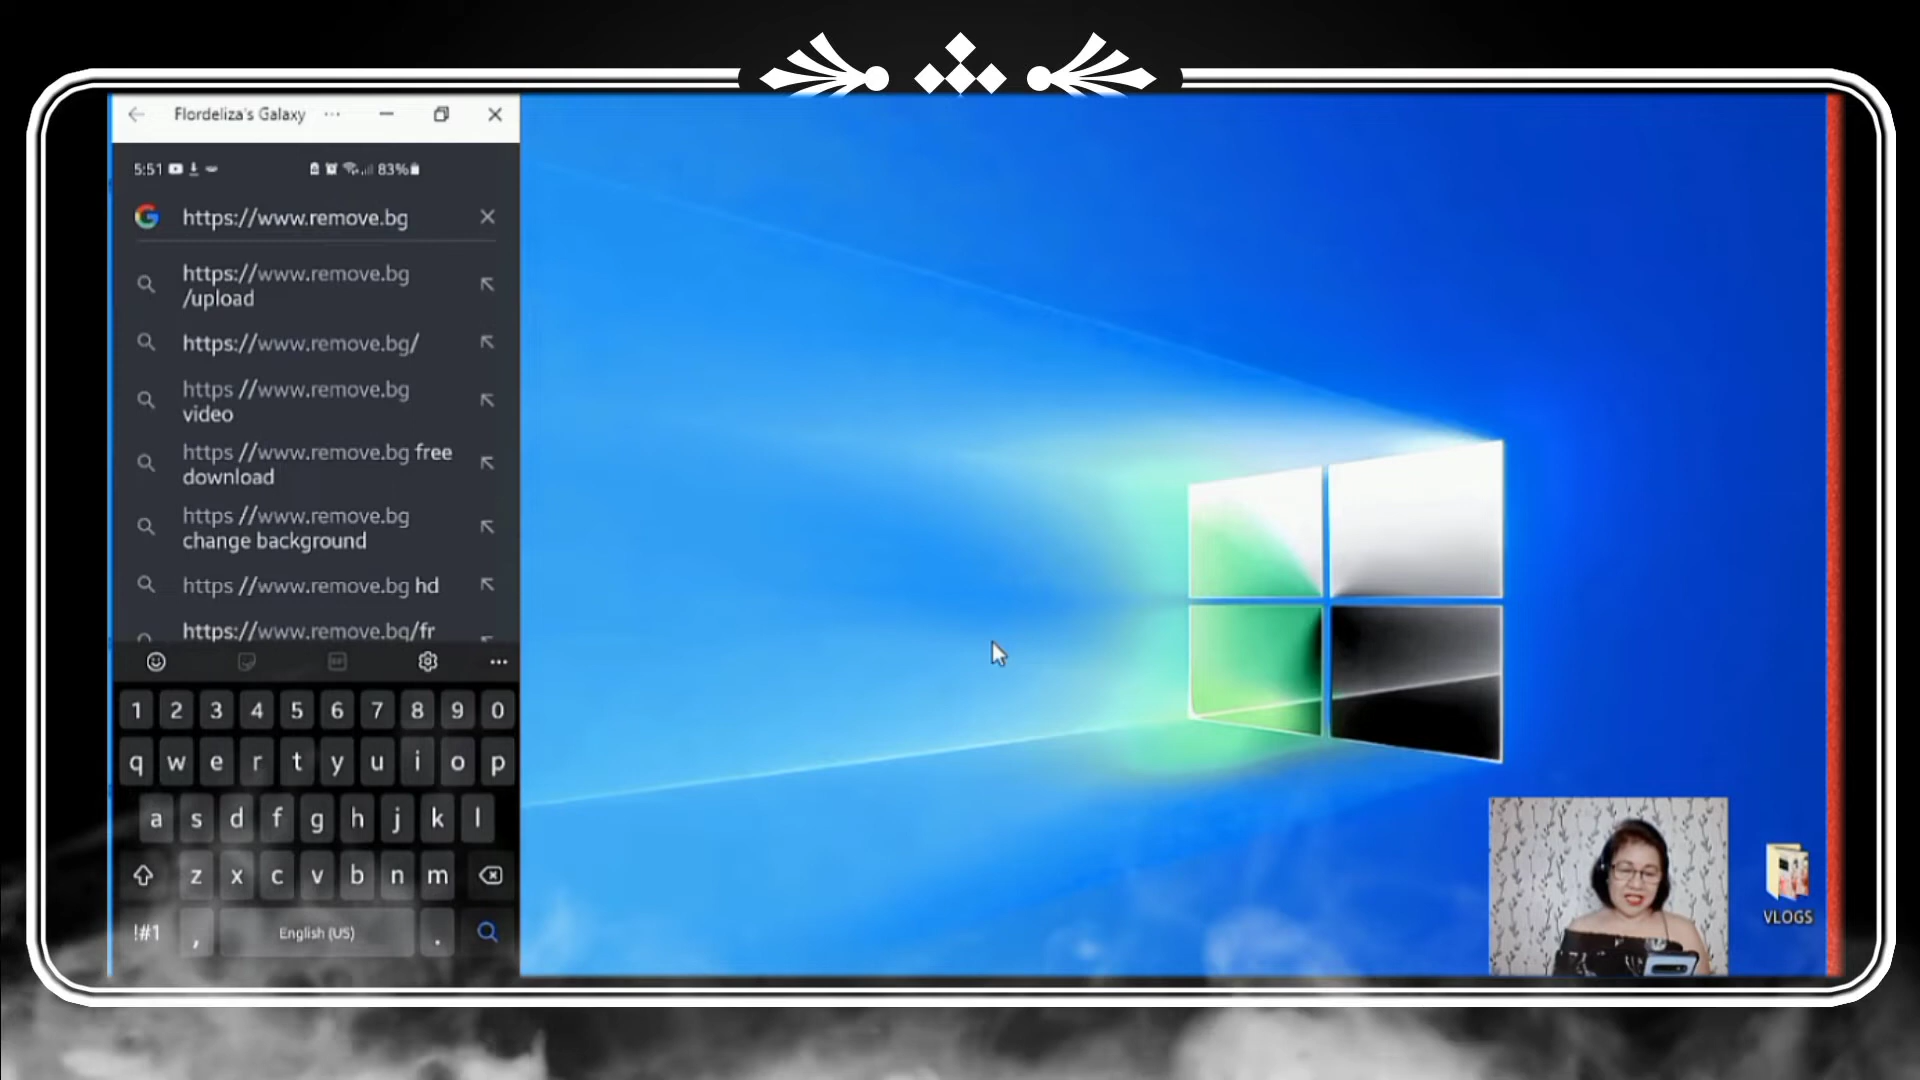 Flordeliza's Galaxy
5:51 83%
https://www.remove.bg
https://www.remove.bg
/upload
https://www.remove.bg/
https //www.remove.bg
video
https //www.remove.bg free
download
https //www.remove.bg
change background
https //www.remove.bg hd
https://www.remove.bg/fr
1 2 3 4 5 6 7 8 9 0
q w e r t y u i o p
a s d f g h j k l
z x c v b n m
!#1 , English (US) .
VLOGS